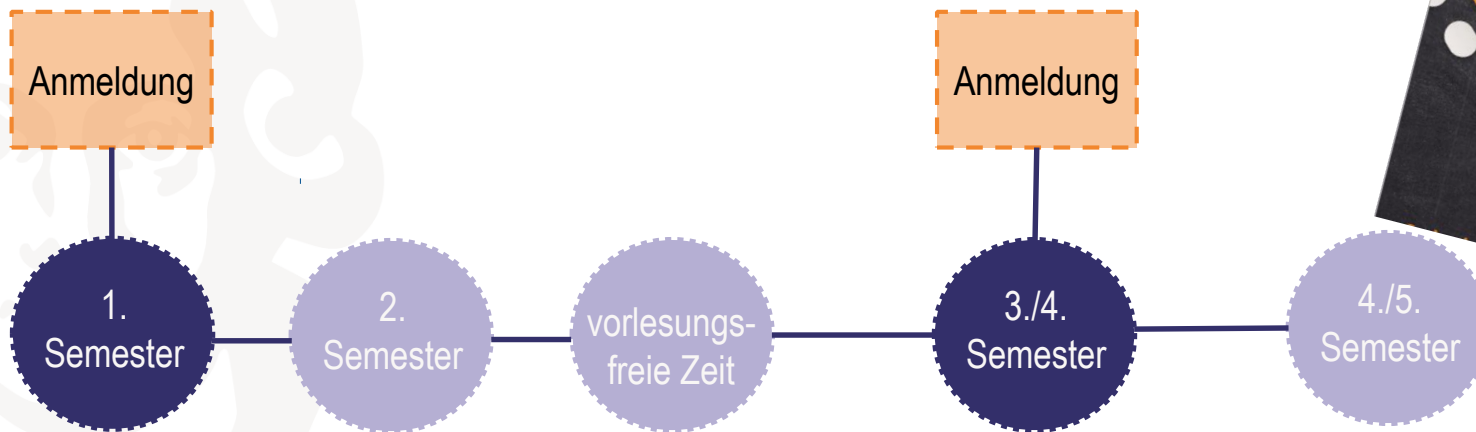 Anmeldung
Anmeldung
1.
Semester
2.
Semester
vorlesungs-
freie Zeit
3./4.
Semester
4./5.
Semester